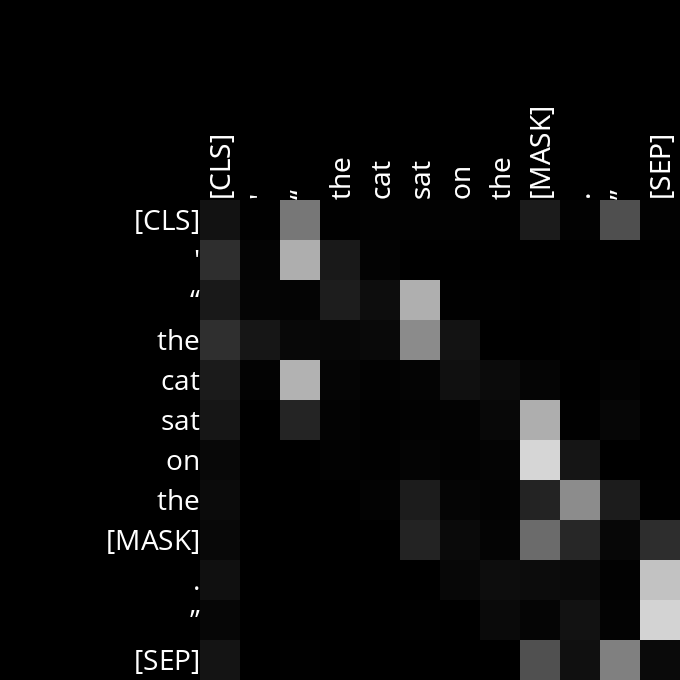 [CLS] ' “ the cat sat on the [MASK] . ” [SEP]
[CLS]
'
“
the
cat
sat
on
the
[MASK]
.
”
[SEP]